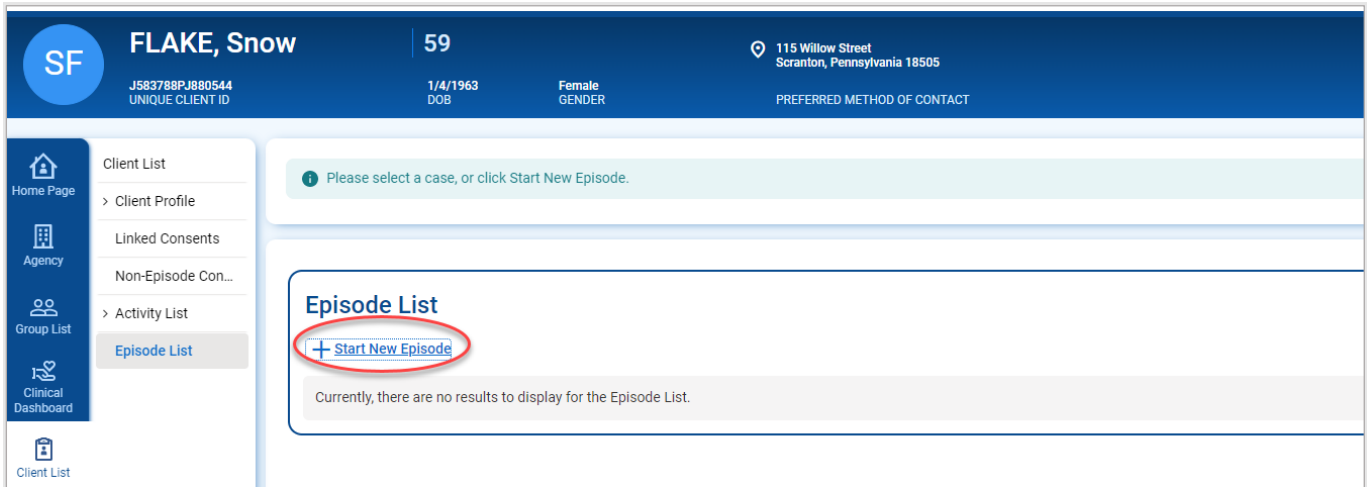 SF
FLAKE, Snow
59
J583788PJ880544
UNIQUE CLIENT ID
1/4/1963
DOB
Female
GENDER
115 Willow Street
Scranton, Pennsylvania 18505
PREFERRED METHOD OF CONTACT
Home Page
Agency
Group List
Clinical
Dashboard
Client List
Client List
> Client Profile
Linked Consents
Non-Episode Con...
> Activity List
Episode List
Please select a case, or click Start New Episode.
Episode List
+ Start New Episode
Currently, there are no results to display for the Episode List.